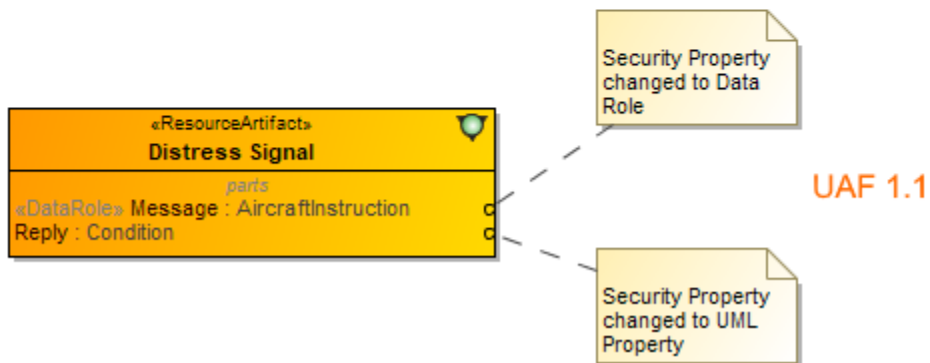 «ResourceArtifact»
Distress Signal
parts
«DataRole» Message : AircraftInstruction
c
Reply : Condition
c
Security Property
changed to Data
Role
UAF 1.1
Security Property
changed to UML
Property